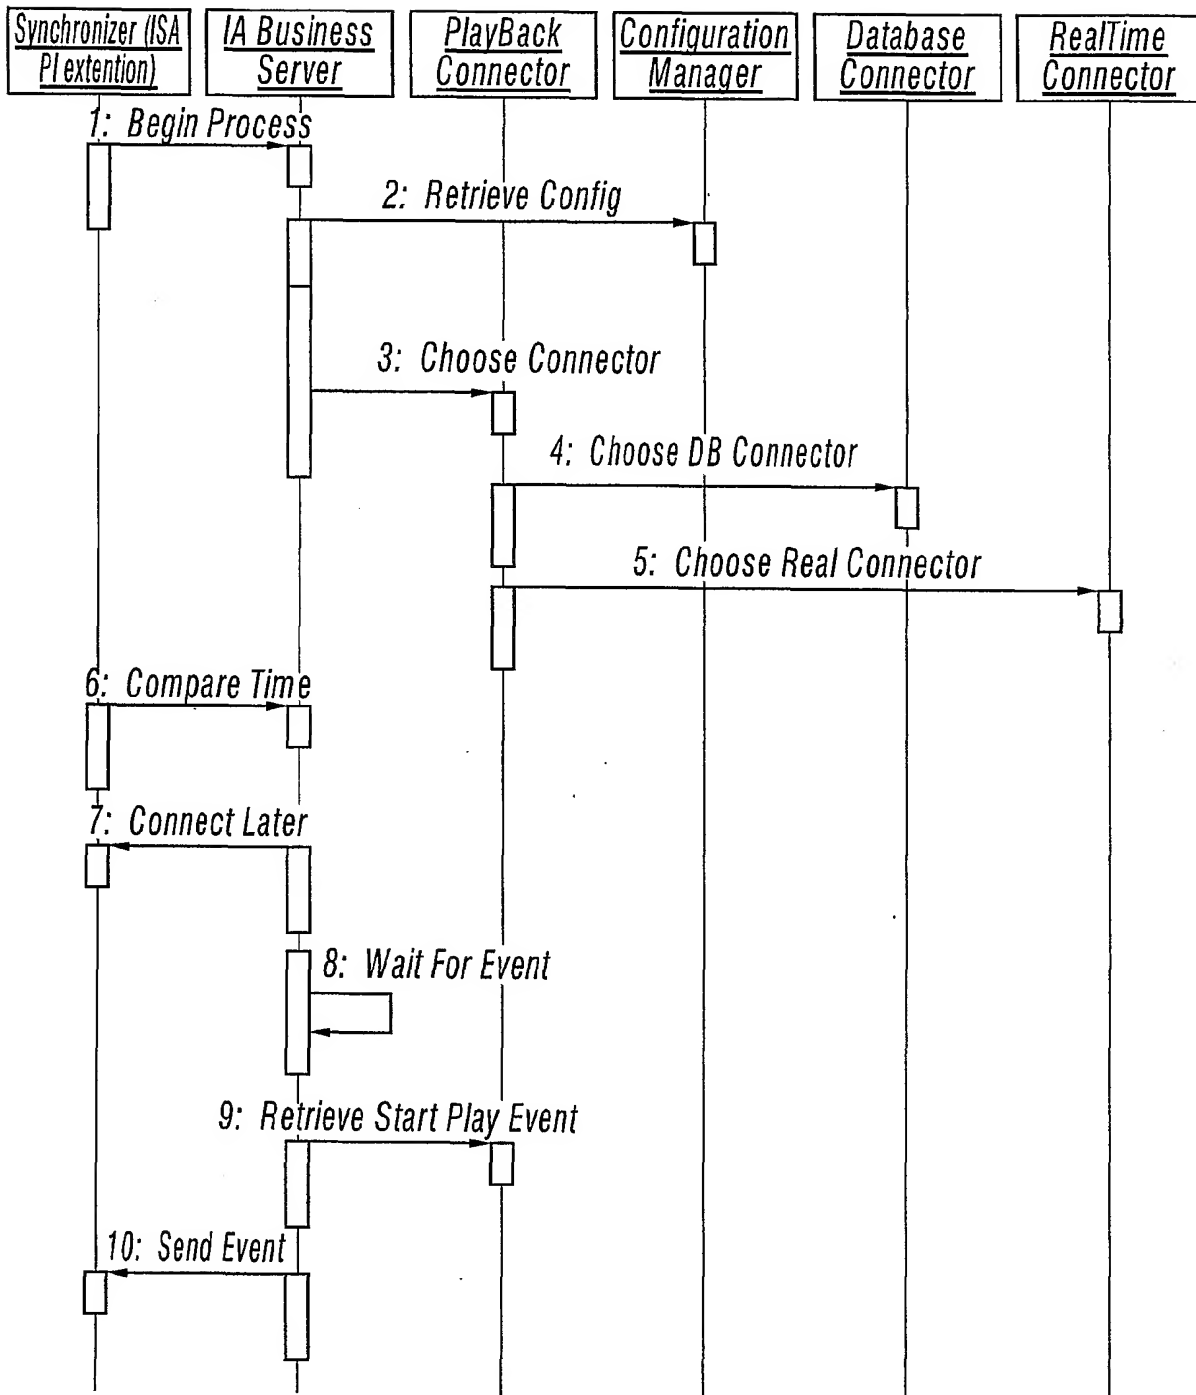 Synchronizer (ISA
PI extention)
IA Business
Server
PlayBack
Connector
Configuration
Manager
Database
Connector
RealTime
Connector
1: Begin Process
2: Retrieve Config
3: Choose Connector
4: Choose DB Connector
5: Choose Real Connector
6: Compare Time
7: Connect Later
8: Wait For Event
9: Retrieve Start Play Event
10: Send Event